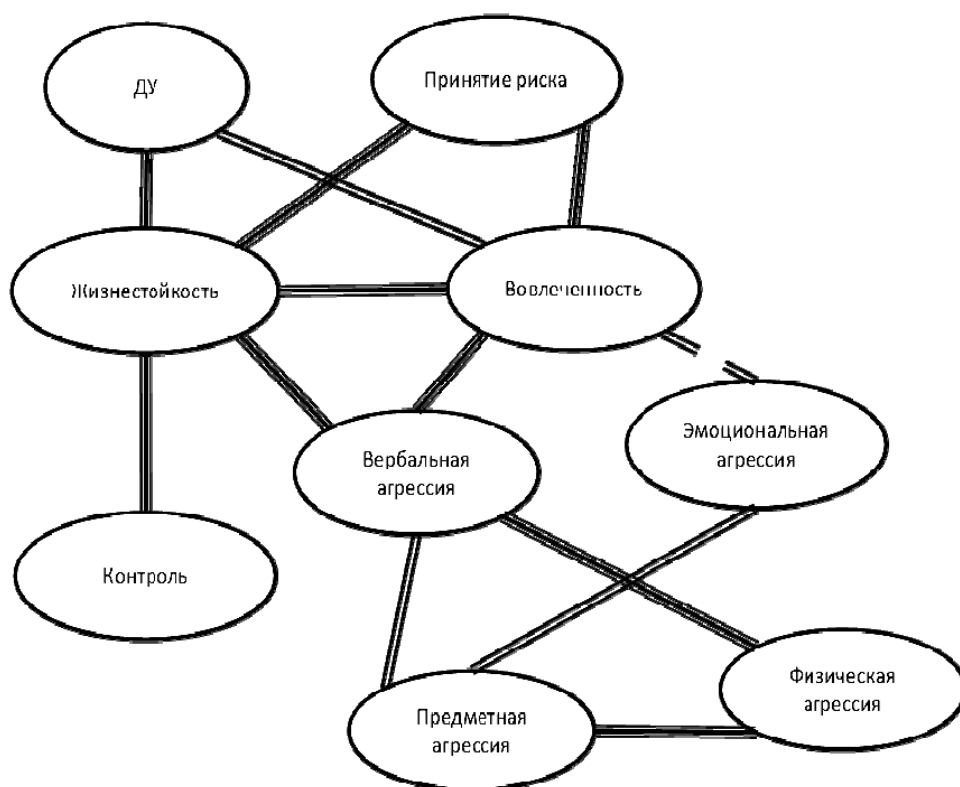 ДУ
Принятие риска
Жизнестойкость
Вовлеченность
Вербальная
агрессия
Эмоциональная
агрессия
Контроль
Предметная
агрессия
Физическая
агрессия